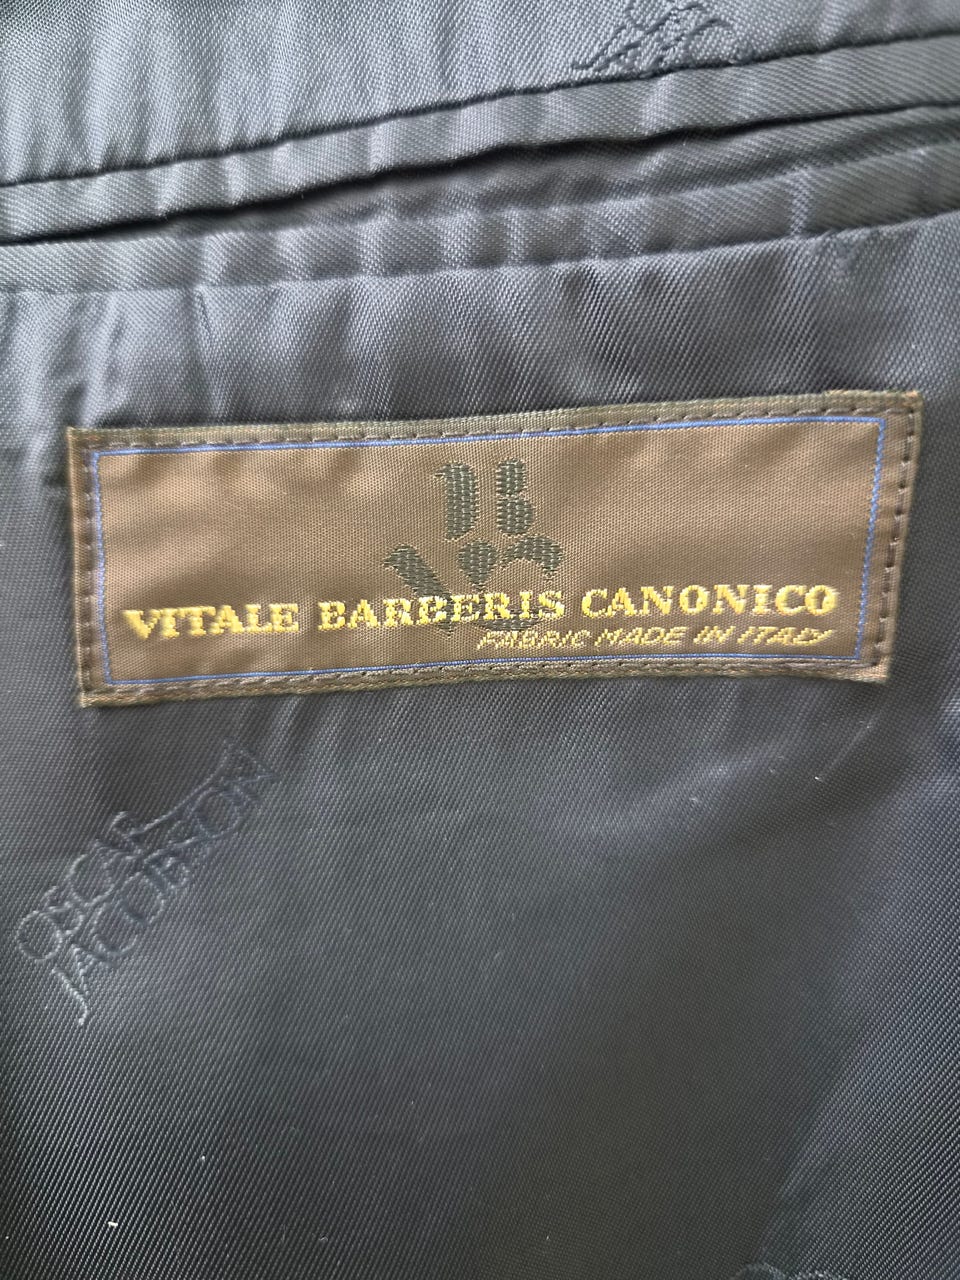 VITALE BARBERIS CANONICO
FABRIC MADE IN ITALY
OSCAR
JACOBSON